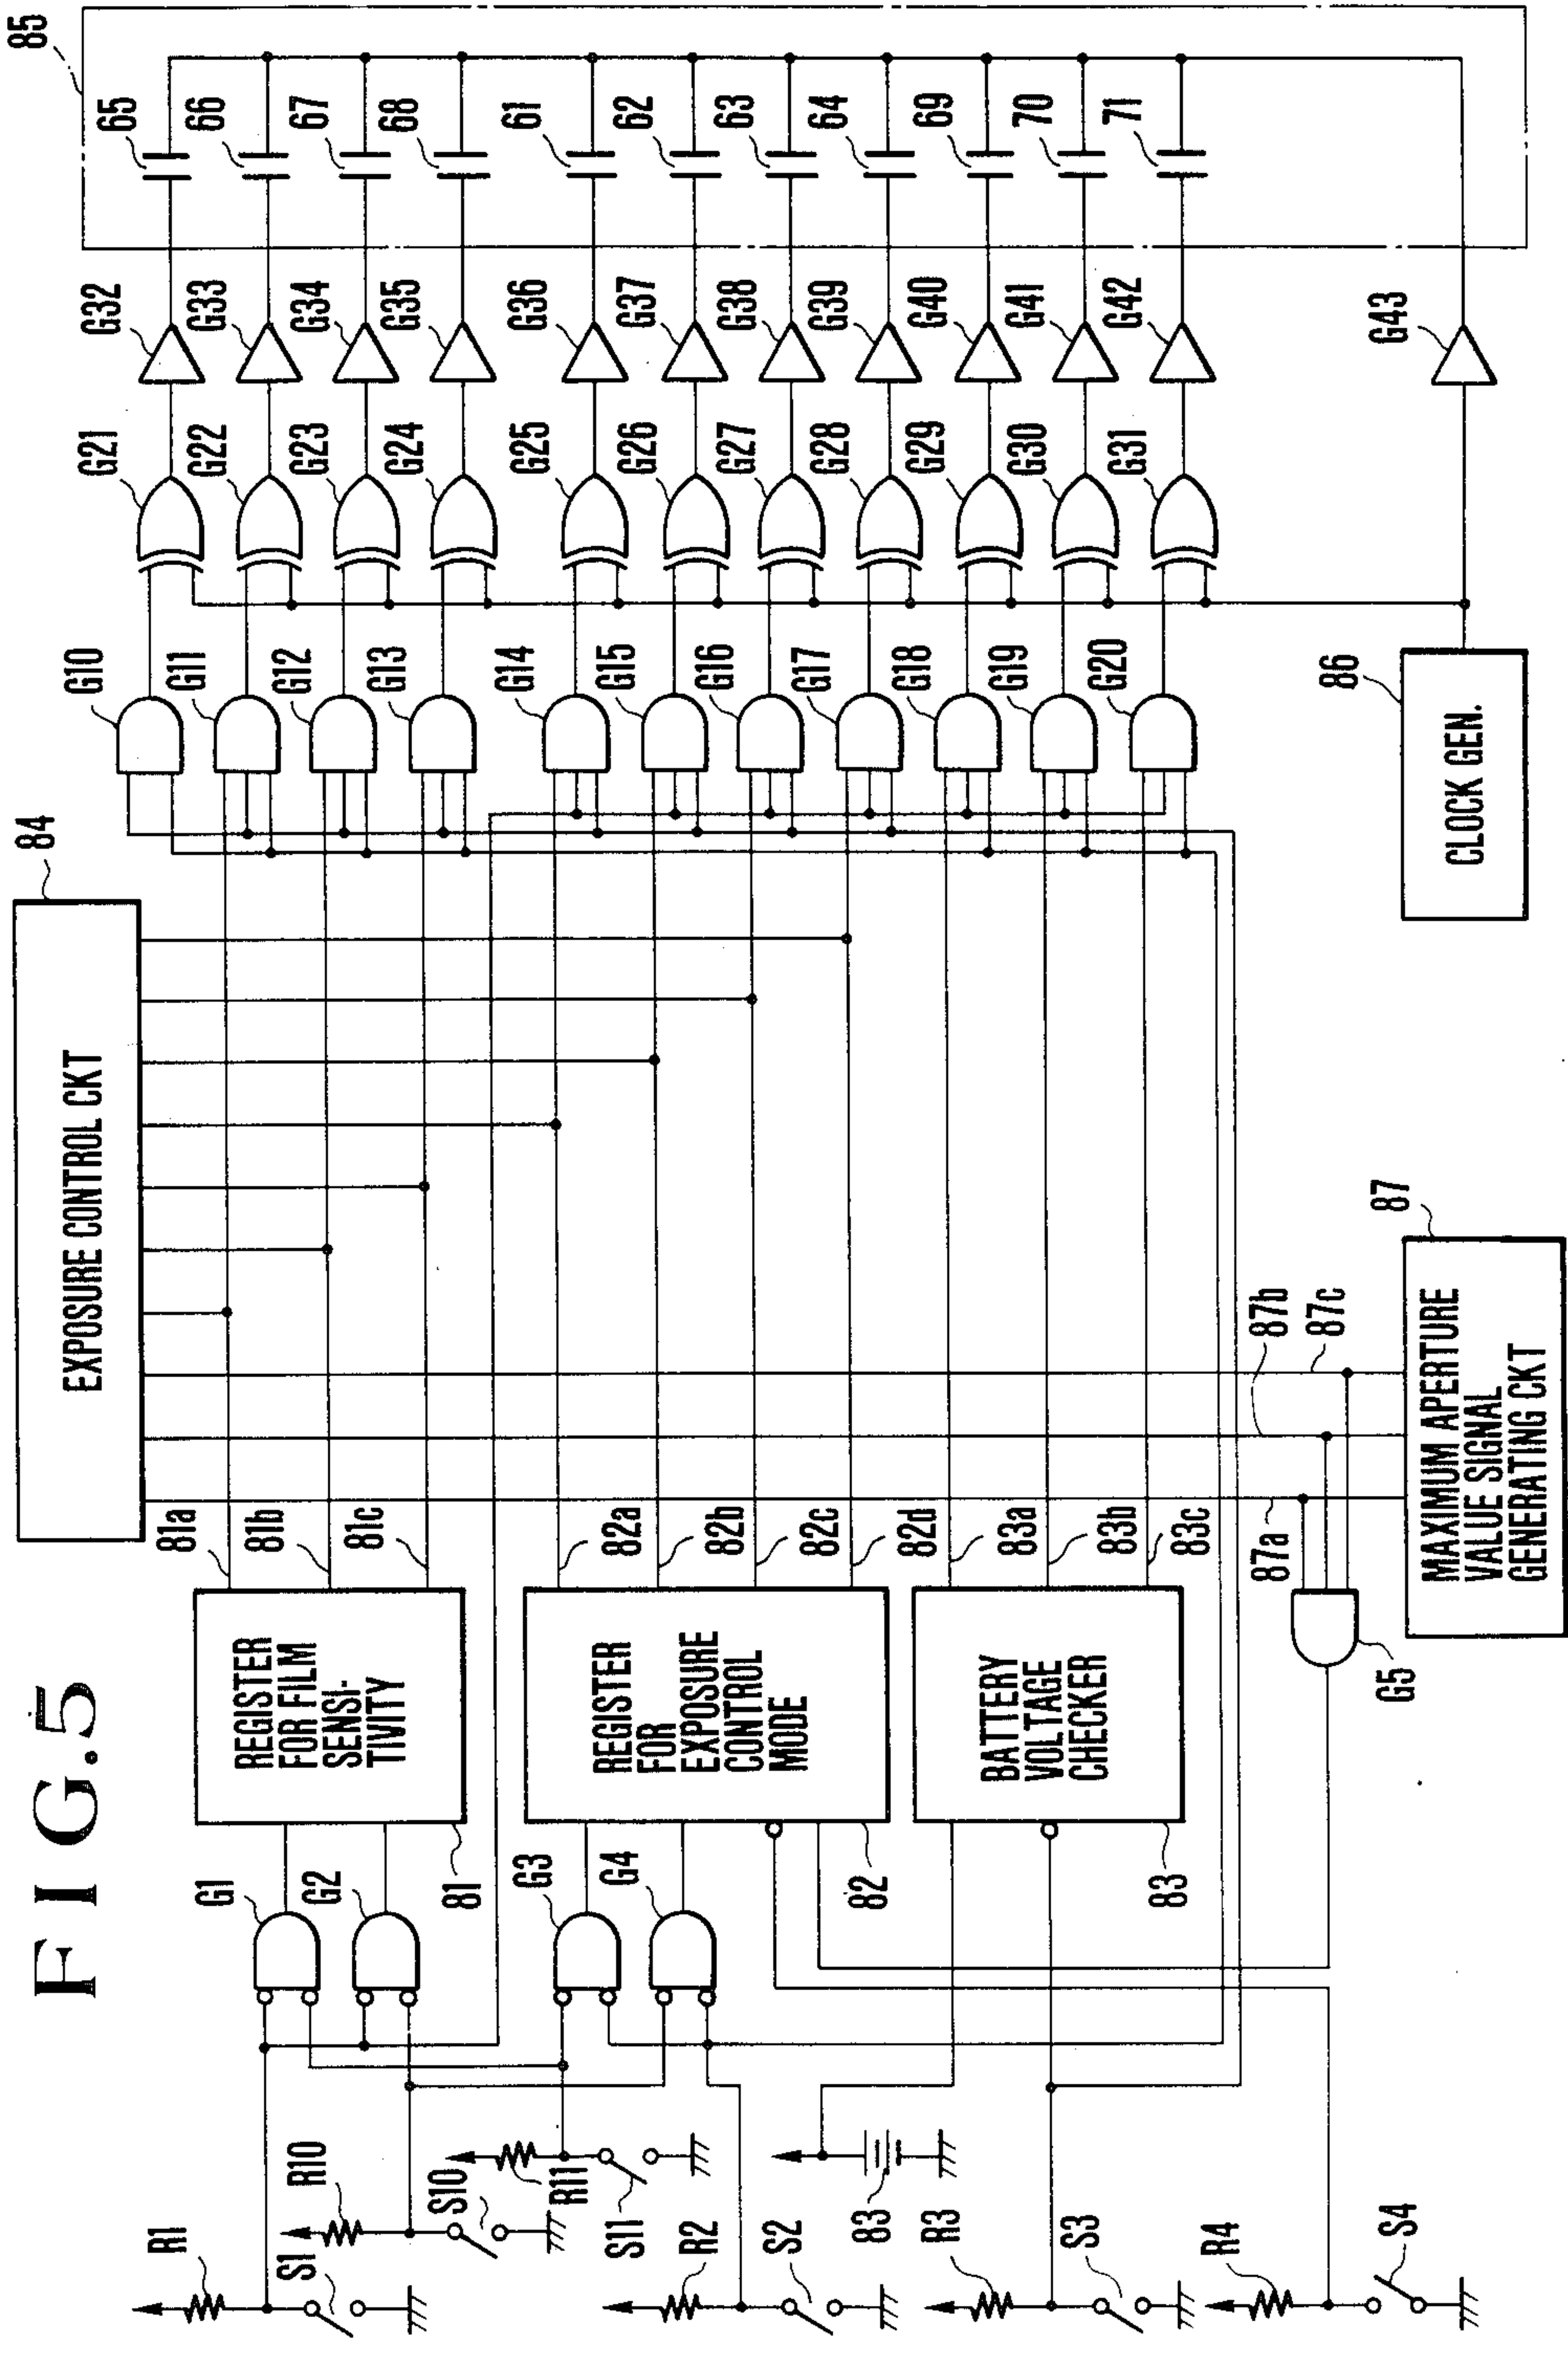 FIG.5
85
65
66
67
68
61
62
63
64
69
70
71
G32
G33
G34
G35
G36
G37
G38
G39
G40
G41
G42
G43
G21
G22
G23
G24
G25
G26
G27
G28
G29
G30
G31
G10
G11
G12
G13
G14
G15
G16
G17
G18
G19
G20
86
CLOCK GEN.
84
EXPOSURE CONTROL CKT
81a
81b
81c
82a
82b
82c
82d
83a
83b
83c
87a
87b
87c
87
MAXIMUM APERTURE
VALUE SIGNAL
GENERATING CKT
REGISTER
FOR FILM
SENSI-
TIVITY
81
REGISTER
FOR
EXPOSURE
CONTROL
MODE
82
BATTERY
VOLTAGE
CHECKER
83
G1
G2
G3
G4
G5
R1
S1
R10
S10
R11
S11
R2
S2
83
R3
S3
R4
S4